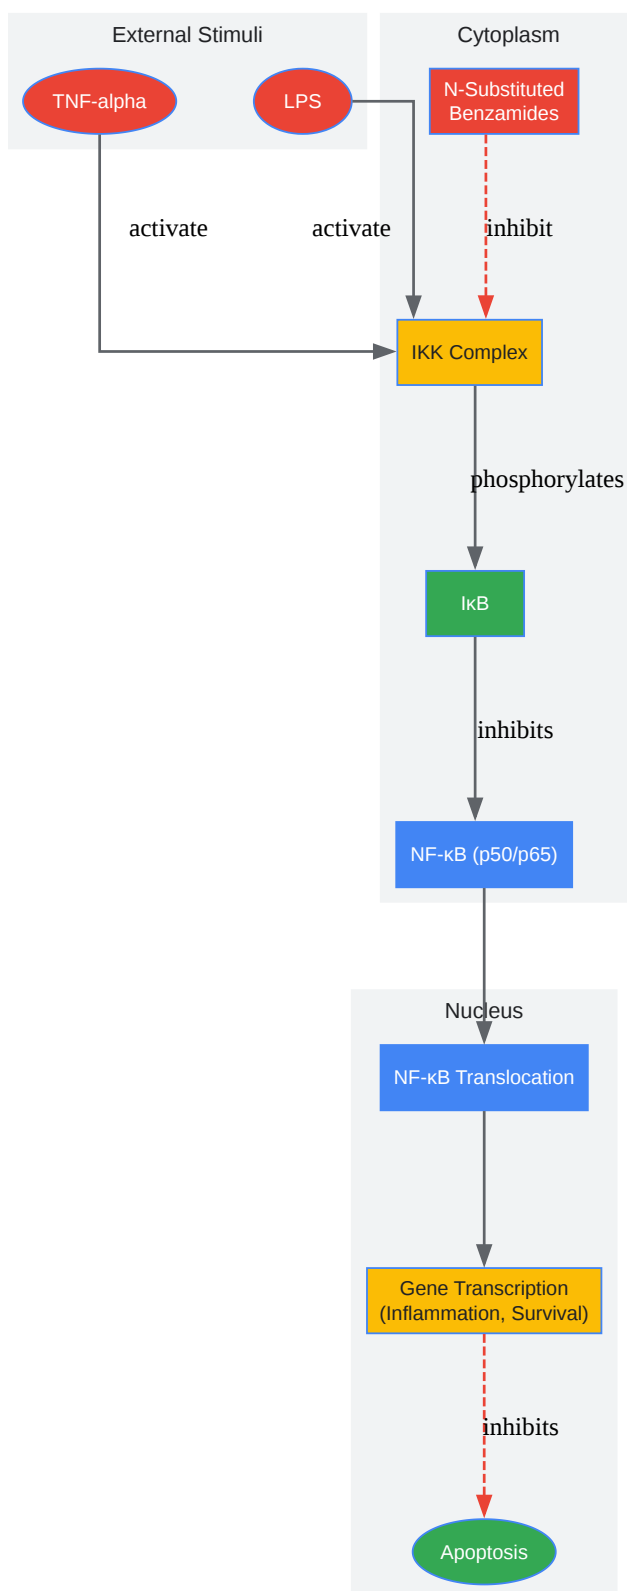 External Stimuli
Cytoplasm
TNF-alpha
LPS
N-Substituted
Benzamides
activate
activate
inhibit
IKK Complex
phosphorylates
IκB
inhibits
NF-κB (p50/p65)
Nucleus
NF-κB Translocation
Gene Transcription
(Inflammation, Survival)
inhibits
Apoptosis